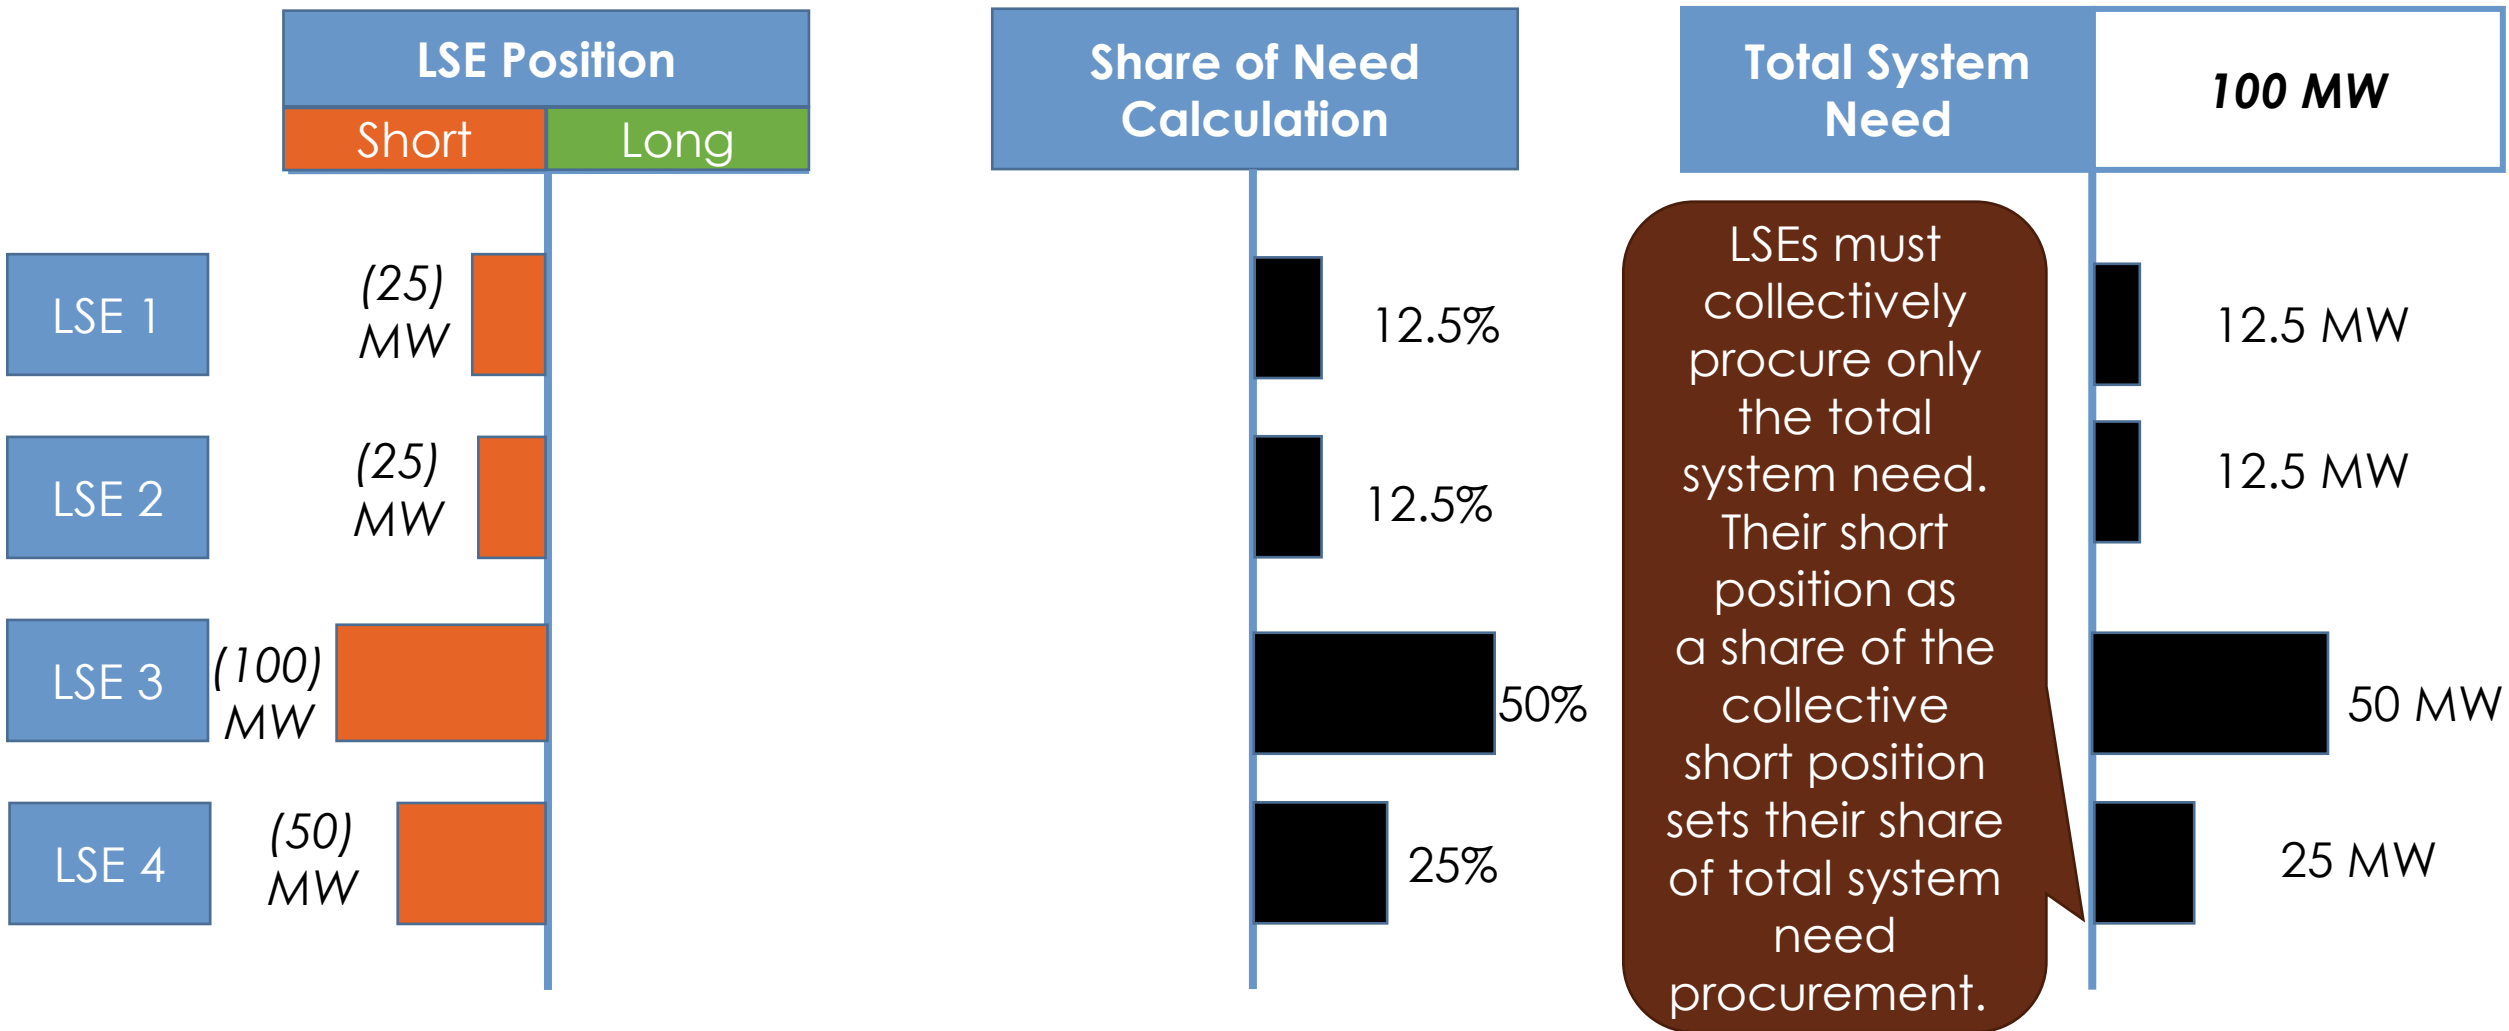 LSE Position
Short
Long
Share of Need
Calculation
Total System
Need
100 MW
LSE 1
(25)
MW
12.5%
12.5 MW
LSE 2
(25)
MW
12.5%
12.5 MW
LSE 3
(100)
MW
50%
50 MW
LSE 4
(50)
MW
25%
25 MW
LSEs must
collectively
procure only
the total
system need.
Their short
position as
a share of the
collective
short position
sets their share
of total system
need
procurement.